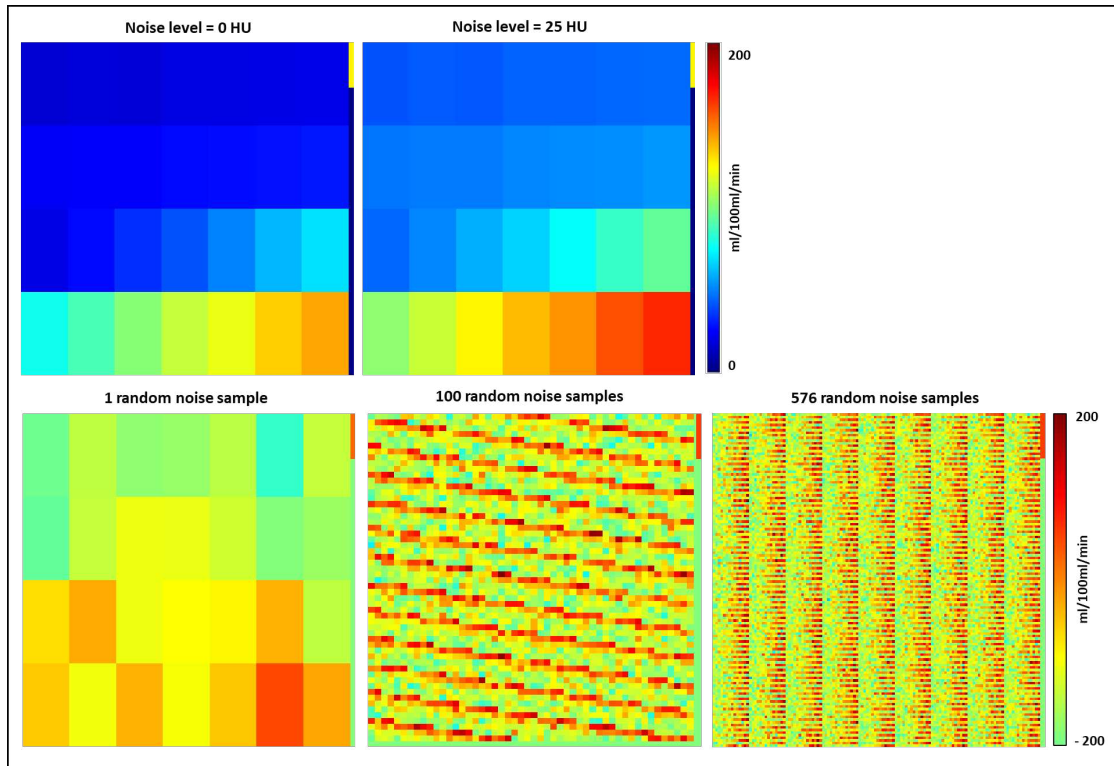 Noise level = 0 HU
Noise level = 25 HU
200
ml/100ml/min
0
1 random noise sample
100 random noise samples
576 random noise samples
200
ml/100ml/min
- 200